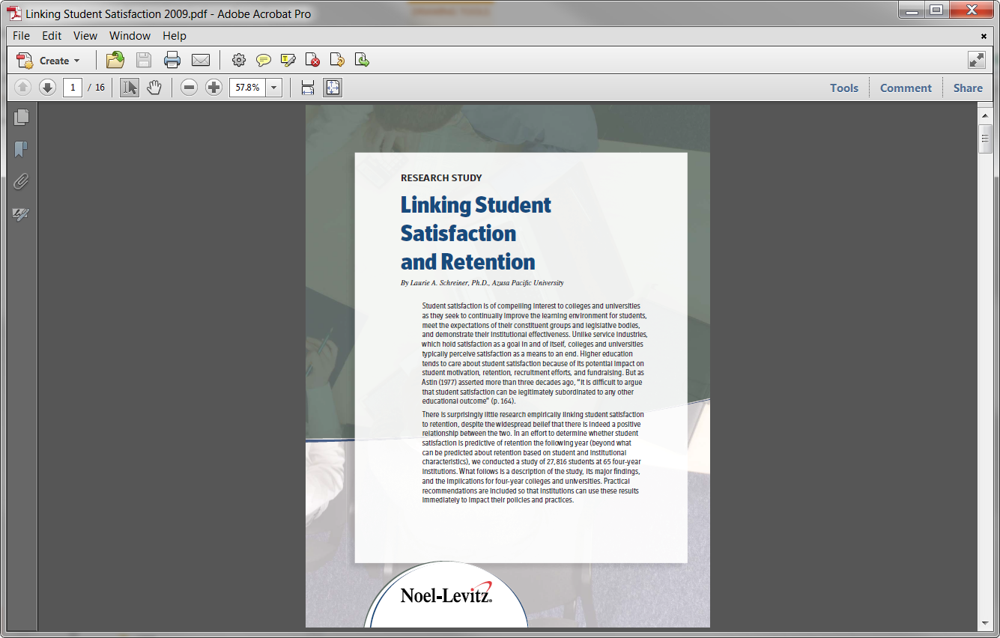 Linking Student Satisfaction 2009.pdf - Adobe Acrobat Pro
File Edit View Window Help
Create
1 / 16 57.8% Tools Comment Share
RESEARCH STUDY
Linking Student
Satisfaction
and Retention
By Laurie A. Schreiner, Ph.D., Azusa Pacific University
Student satisfaction is of compelling interest to colleges and universities
as they seek to continually improve the learning environment for students,
meet the expectations of their constituent groups and legislative bodies,
and demonstrate their institutional effectiveness. Unlike service industries,
which hold satisfaction as a goal in and of itself, colleges and universities
typically perceive satisfaction as a means to an end. Higher education
tends to care about student satisfaction because of its potential impact on
student motivation, retention, recruitment efforts, and fundraising. But as
Astin (1977) asserted more than three decades ago, "it is difficult to argue
that student satisfaction can be legitimately subordinated to any other
educational outcome" (p. 164).
There is surprisingly little research empirically linking student satisfaction
to retention, despite the widespread belief that there is indeed a positive
relationship between the two. In an effort to determine whether student
satisfaction is predictive of retention the following year (beyond what
can be predicted about retention based on student and institutional
characteristics), we conducted a study of 27,816 students at 65 four-year
institutions. What follows is a description of the study, its major findings,
and the implications for four-year colleges and universities. Practical
recommendations are included so that institutions can use these results
immediately to impact their policies and practices.
Noel-Levitz®